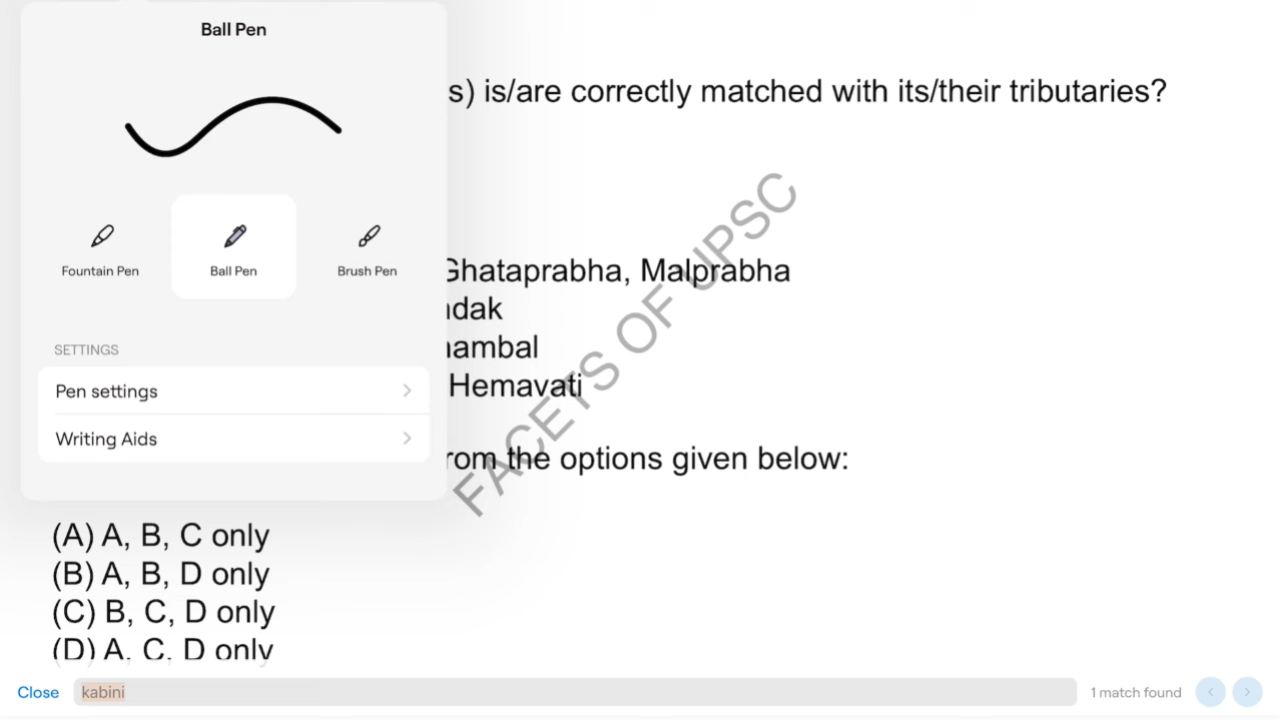 Ball Pen
s) is/are correctly matched with its/their tributaries?
Fountain Pen
Ball Pen
Brush Pen
Ghataprabha, Malprabha
dak
ambal
Hemavati
SETTINGS
Pen settings
Writing Aids
rom the options given below:
FACETS OF UPSC
(A) A, B, C only
(B) A, B, D only
(C) B, C, D only
(D) A, C, D only
Close
kabini
1 match found